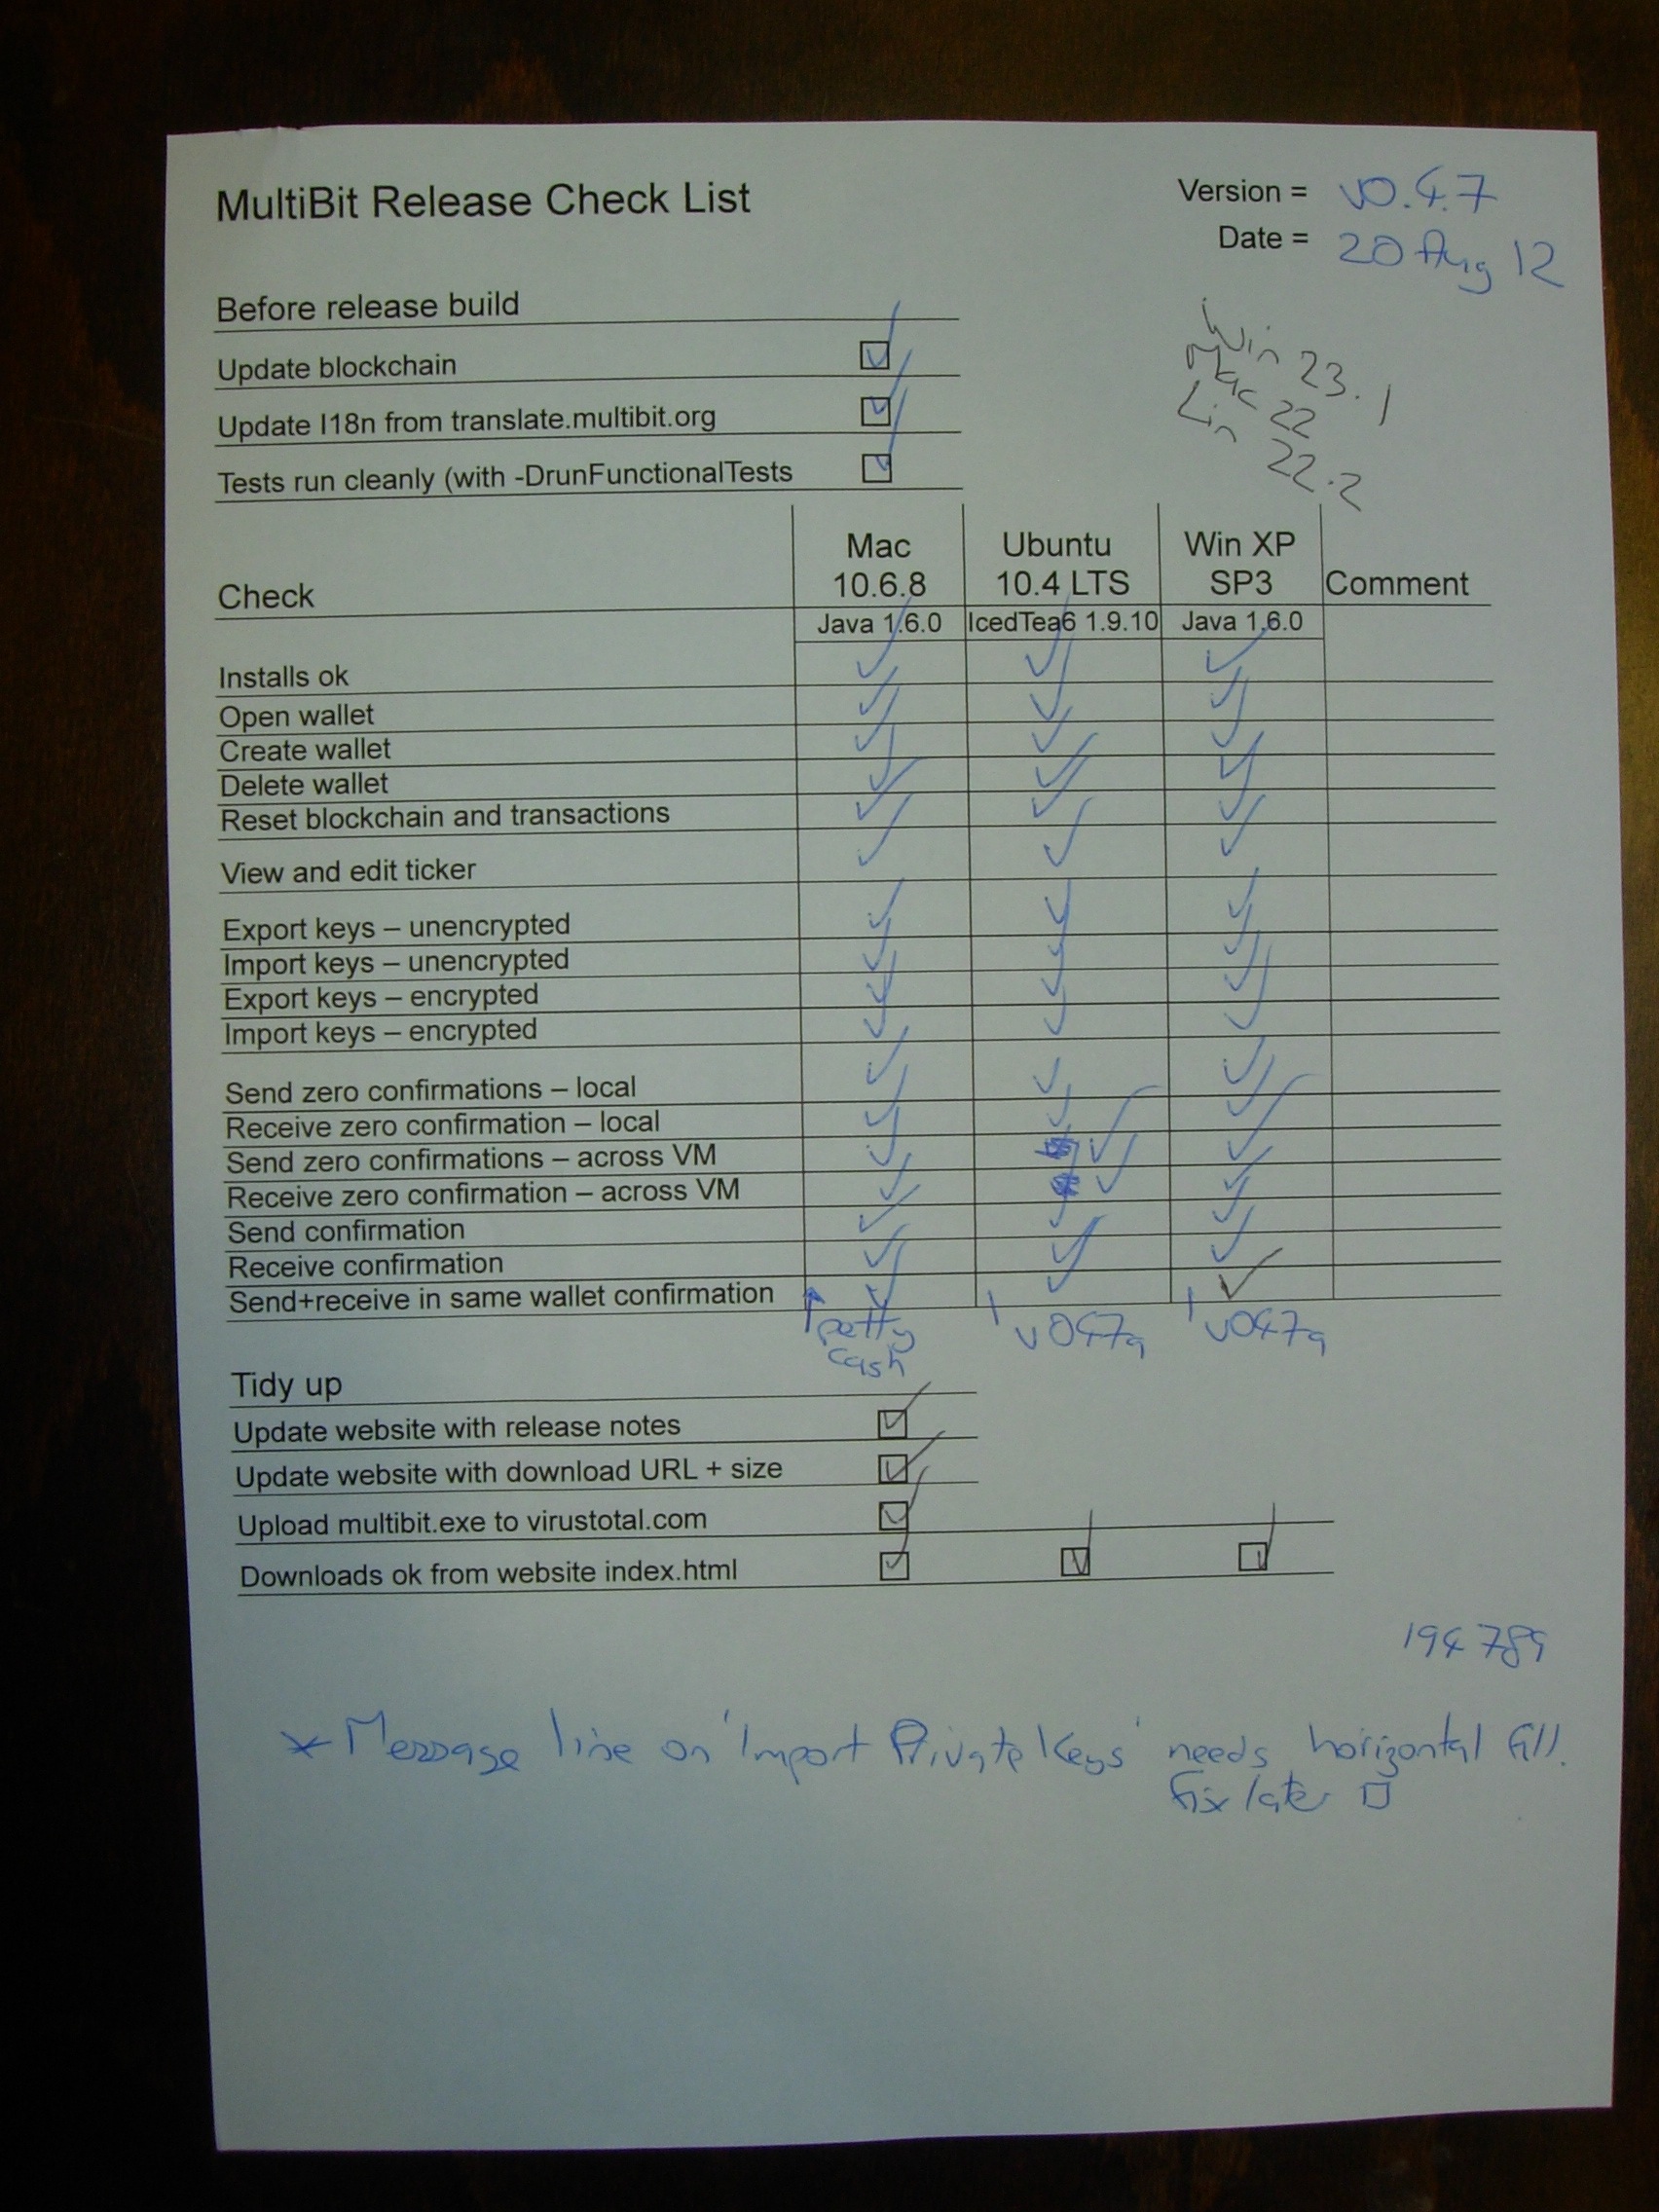 MultiBit Release Check List
Version = v0.4.7
Date = 20 Aug 12
Before release build
Update blockchain ☑
Update I18n from translate.multibit.org ☑
Tests run cleanly (with -DrunFunctionalTests ☑
Win 23.1
Mac 22
Lin 22.2
Check Mac 10.6.8 Ubuntu 10.4 LTS Win XP SP3 Comment
Java 1.6.0 IcedTea6 1.9.10 Java 1.6.0
Installs ok ✓ ✓ ✓
Open wallet ✓ ✓ ✓
Create wallet ✓ ✓ ✓
Delete wallet ✓ ✓ ✓
Reset blockchain and transactions ✓ ✓ ✓
View and edit ticker ✓ ✓ ✓
Export keys – unencrypted ✓ ✓ ✓
Import keys – unencrypted ✓ ✓ ✓
Export keys – encrypted ✓ ✓ ✓
Import keys – encrypted ✓ ✓ ✓
Send zero confirmations – local ✓ ✓ ✓
Receive zero confirmation – local ✓ ✓ ✓
Send zero confirmations – across VM ✓ ✓ ✓
Receive zero confirmation – across VM ✓ ✓ ✓
Send confirmation ✓ ✓ ✓
Receive confirmation ✓ ✓ ✓
Send+receive in same wallet confirmation ✓ ✓ ✓
↑ petty cash
v047a
v047a
Tidy up
Update website with release notes ☑
Update website with download URL + size ☑
Upload multibit.exe to virustotal.com ☑
Downloads ok from website index.html ☑ ☑ ☑
194789
* Message line on 'Import Private Keys' needs horizontal fill.
Fix later □